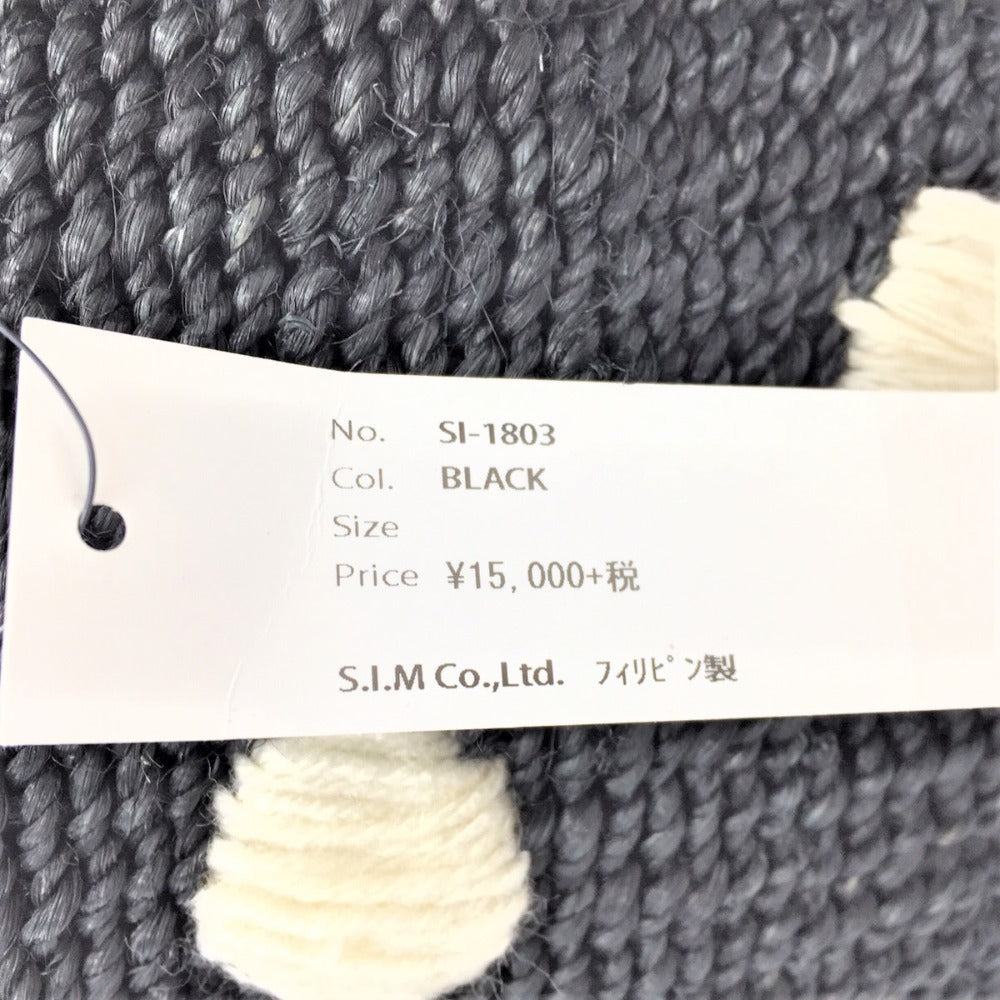 No. SI-1803
Col. BLACK
Size
Price ¥15,000+税
S.I.M Co.,Ltd. フィリピン製